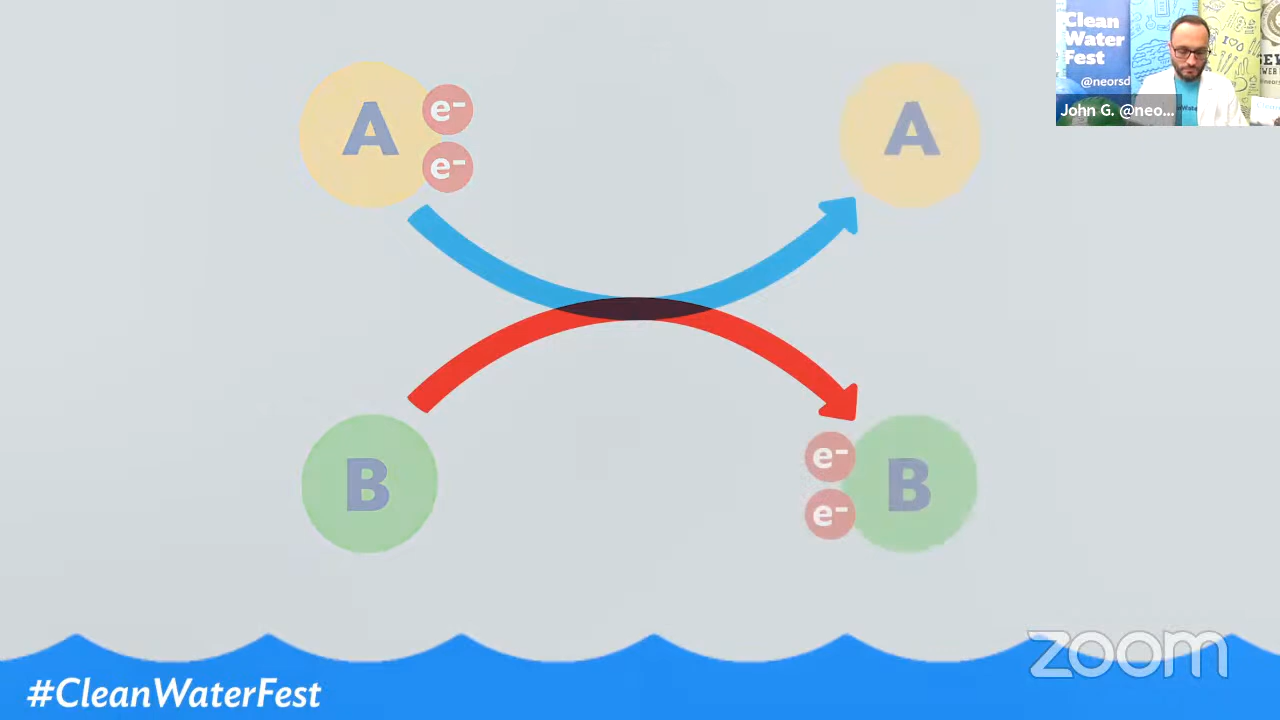 A
e-
e-
A
B
e-
e-
B
Clean
Water
Fest
@neorsd
John G. @neo...
#CleanWaterFest
zoom